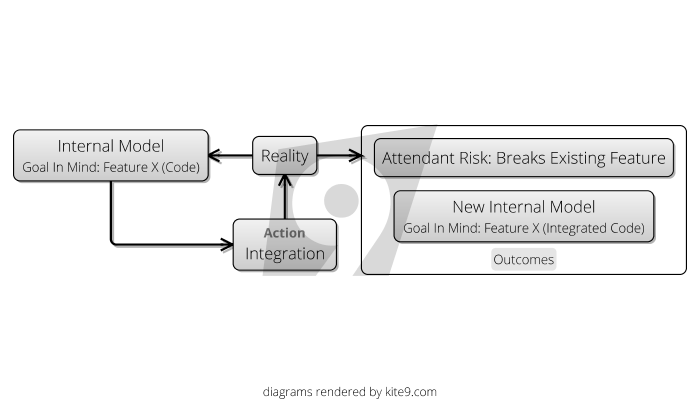 Internal Model
Goal In Mind: Feature X (Code)
Reality
Action
Integration
Attendant Risk: Breaks Existing Feature
New Internal Model
Goal In Mind: Feature X (Integrated Code)
Outcomes
diagrams rendered by kite9.com